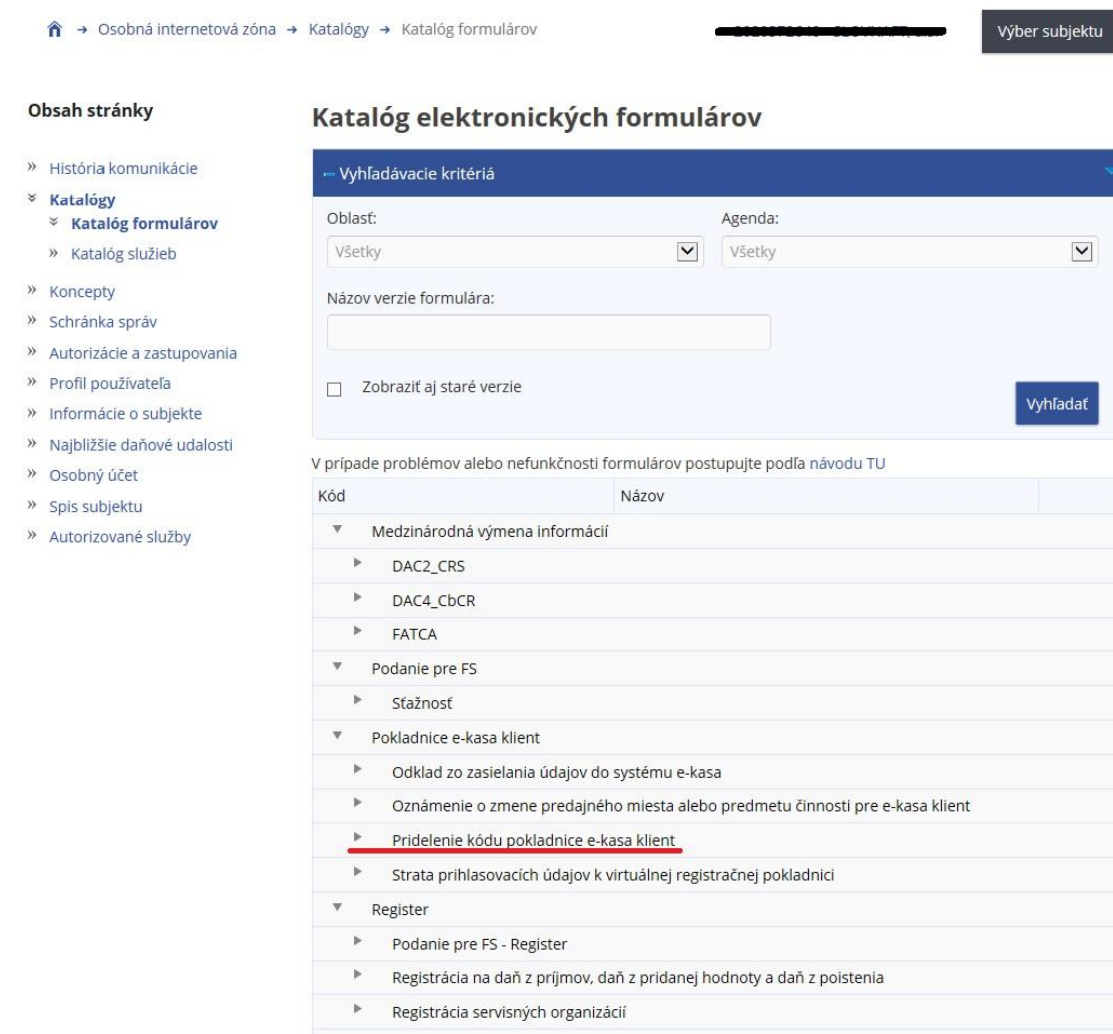 Osobná internetová zóna → Katalógy → Katalóg formulárov
Výber subjektu
Obsah stránky
» História komunikácie
Katalógy
Katalóg formulárov
» Katalóg služieb
» Koncepty
» Schránka správ
» Autorizácie a zastupovania
» Profil používateľa
» Informácie o subjekte
» Najbližšie daňové udalosti
» Osobný účet
» Spis subjektu
» Autorizované služby
Katalóg elektronických formulárov
Vyhľadávacie kritériá
Oblasť: Agenda:
Všetky Všetky
Názov verzie formulára:
Zobraziť aj staré verzie
Vyhľadať
V prípade problémov alebo nefunkčnosti formulárov postupujte podľa návodu TU
Kód Názov
Medzinárodná výmena informácií
DAC2_CRS
DAC4_CbCR
FATCA
Podanie pre FS
Sťažnosť
Pokladnice e-kasa klient
Odklad zo zasielania údajov do systému e-kasa
Oznámenie o zmene predajného miesta alebo predmetu činnosti pre e-kasa klient
Pridelenie kódu pokladnice e-kasa klient
Strata prihlasovacích údajov k virtuálnej registračnej pokladnici
Register
Podanie pre FS - Register
Registrácia na daň z príjmov, daň z pridanej hodnoty a daň z poistenia
Registrácia servisných organizácií